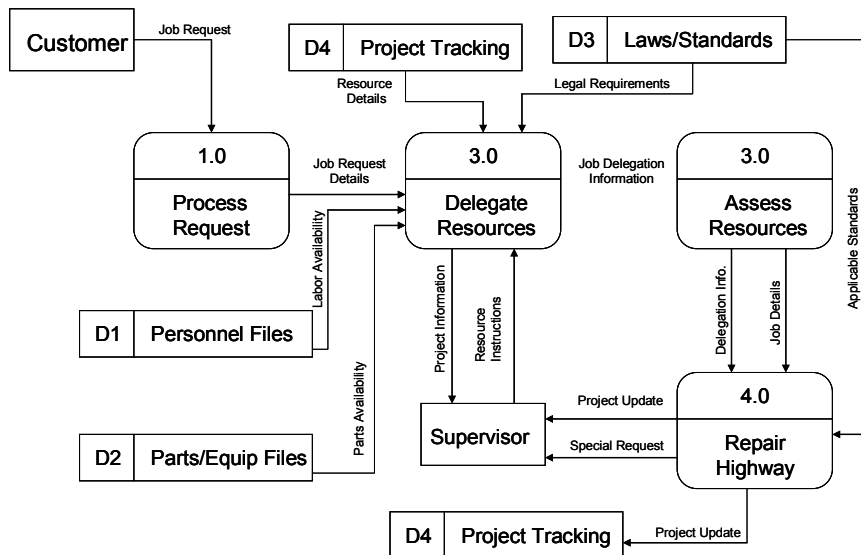 Customer
Job Request
D4
Project Tracking
D3
Laws/Standards
Resource
Details
Legal Requirements
1.0
Process
Request
Job Request
Details
3.0
Delegate
Resources
Job Delegation
Information
3.0
Assess
Resources
Applicable Standards
Labor Availability
Parts Availability
Project Information
Resource
Instructions
Delegation Info.
Job Details
D1
Personnel Files
D2
Parts/Equip Files
Supervisor
Project Update
Special Request
4.0
Repair
Highway
D4
Project Tracking
Project Update